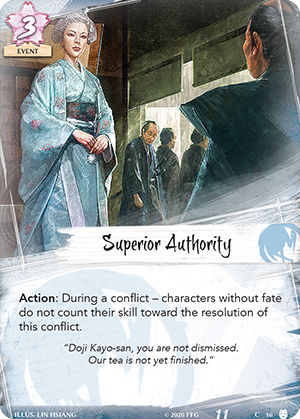 3
EVENT
Superior Authority
Action: During a conflict – characters without fate
do not count their skill toward the resolution of
this conflict.
“Doji Kayo-san, you are not dismissed.
Our tea is not yet finished.”
ILLUS. LIN HSIANG
© 2020 FFG
C 16